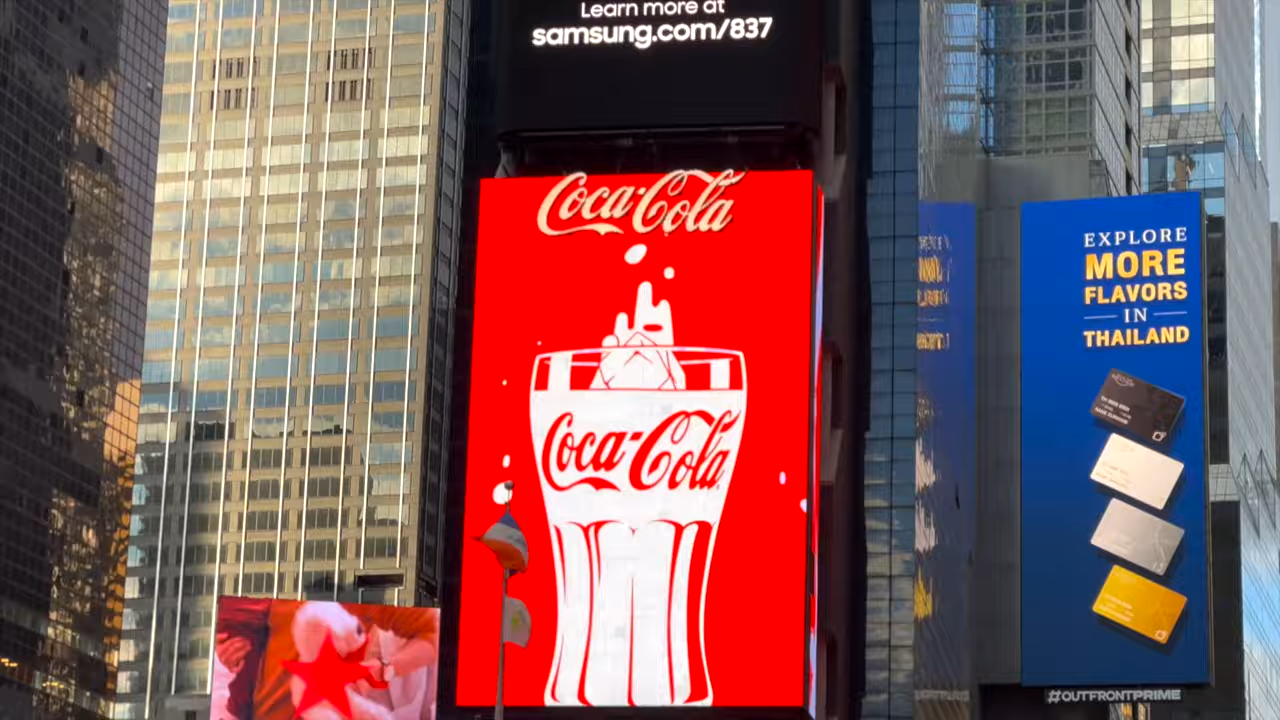 Learn more at
samsung.com/837
Coca-Cola
Coca-Cola
EXPLORE
MORE
FLAVORS
IN
THAILAND
#OUTFRONTPRIME